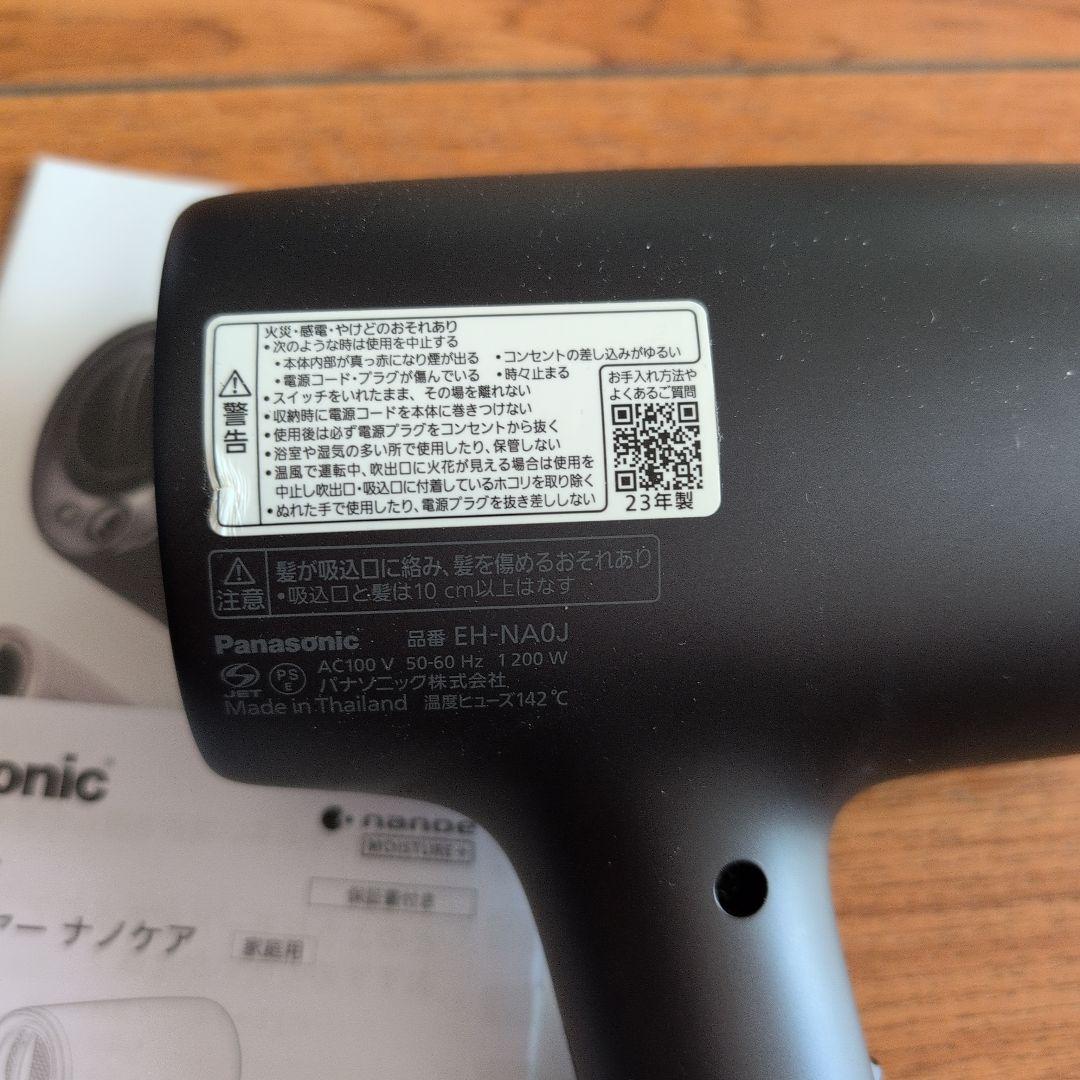 警告
火災・感電・やけどのおそれあり
•次のような時は使用を中止する
•本体内部が真っ赤になり煙が出る •コンセントの差し込みがゆるい
•電源コード・プラグが傷んでいる •時々止まる
•スイッチをいれたまま、その場を離れない
•収納時に電源コードを本体に巻きつけない
•使用後は必ず電源プラグをコンセントから抜く
•浴室や湿気の多い所で使用したり、保管しない
•温風で運転中、吹出口に火花が見える場合は使用を
中止し吹出口・吸込口に付着しているホコリを取り除く
•ぬれた手で使用したり、電源プラグを抜き差ししない
お手入れ方法や
よくあるご質問
23年製
注意
髪が吸込口に絡み、髪を傷めるおそれあり
•吸込口と髪は10 cm以上はなす
Panasonic 品番 EH-NA0J
AC100 V 50-60 Hz 1 200 W
JET PS E パナソニック株式会社
Made in Thailand 温度ヒューズ142℃
onic
nanoe
MOISTURE+
保証書付き
アー ナノケア 家庭用